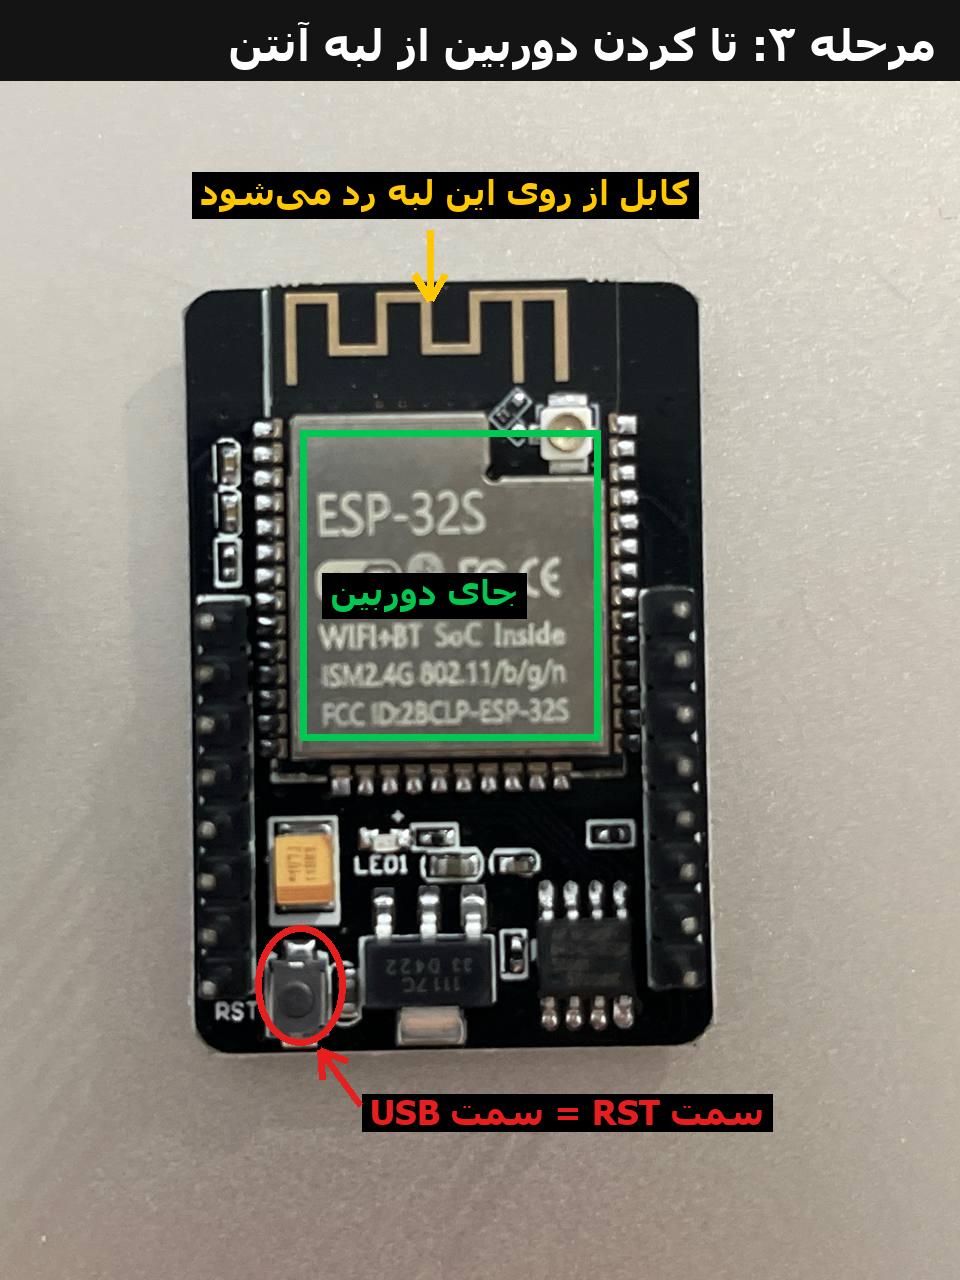 مرحله ۳: تا کردن دوربین از لبه آنتن
کابل از روی این لبه رد می‌شود
ESP-32S
CE
جای دوربین
WIFI+BT SoC Inside
ISM2.4G 802.11/b/g/n
FCC ID:2BCLP-ESP-32S
LED1
1117C
33 D422
RST
سمت RST = سمت USB